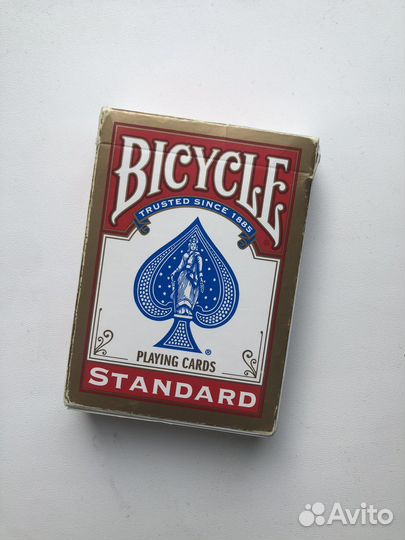 BICYCLE
TRUSTED SINCE 1885
®
PLAYING CARDS
STANDARD
Avito